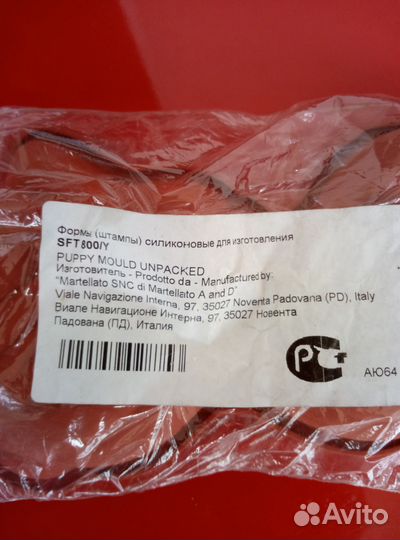 Формы (штампы) силиконовые для изготовления
SFT800/Y
PUPPY MOULD UNPACKED
Изготовитель - Prodotto da - Manufactured by:
"Martellato SNC di Martellato A and D"
Viale Navigazione Interna, 97, 35027 Noventa Padovana (PD), Italy
Виале Навигационе Интерна, 97, 35027 Новента
Падована (ПД), Италия
АЮ64
Avito